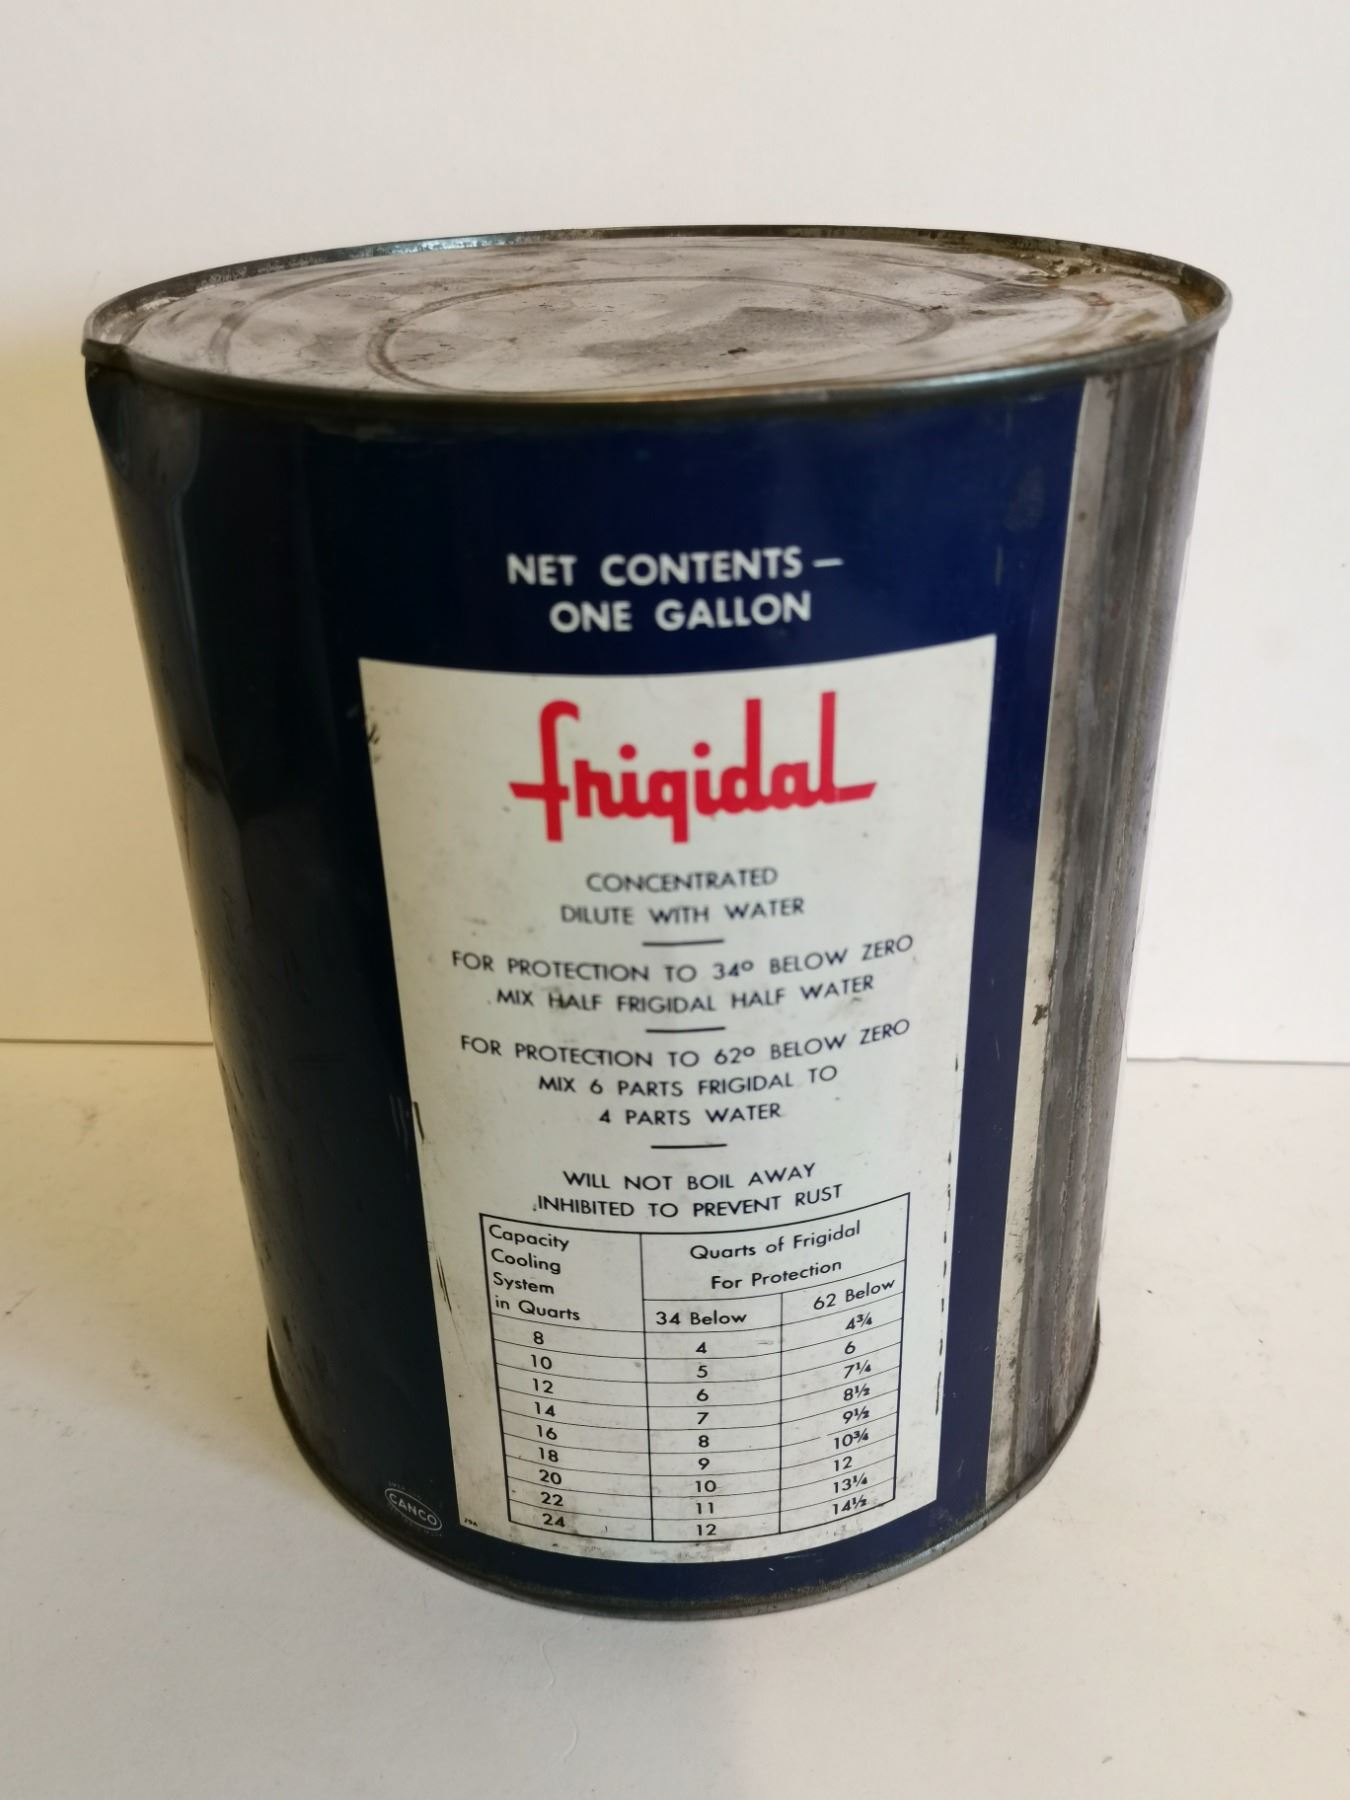 NET CONTENTS –
ONE GALLON
frigidal
CONCENTRATED
DILUTE WITH WATER
FOR PROTECTION TO 34º BELOW ZERO
MIX HALF FRIGIDAL HALF WATER
FOR PROTECTION TO 62º BELOW ZERO
MIX 6 PARTS FRIGIDAL TO
4 PARTS WATER
WILL NOT BOIL AWAY
INHIBITED TO PREVENT RUST
Capacity
Cooling
System
in Quarts
Quarts of Frigidal
For Protection
34 Below 62 Below
8 4 4¾
10 5 6
12 6 7¼
14 7 8½
16 8 9½
18 9 10¾
20 10 12
22 11 13¼
24 12 14½
CANCO